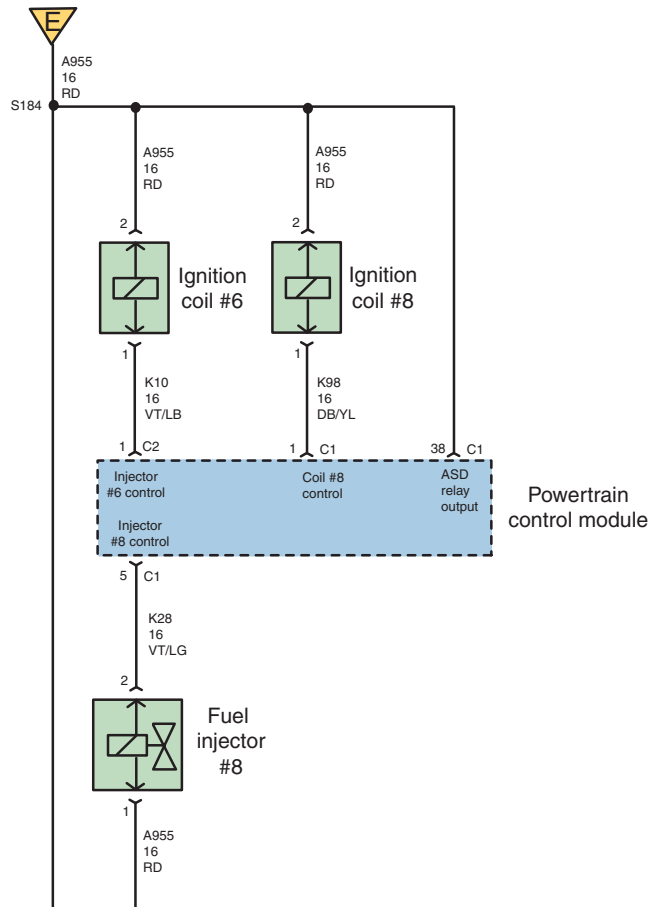 E
A955
16
RD
S184
A955
16
RD
A955
16
RD
2
2
Ignition
coil #6
Ignition
coil #8
1
1
K10
16
VT/LB
K98
16
DB/YL
1 C2
1 C1
38 C1
Injector
#6 control
Coil #8
control
ASD
relay
output
Injector
#8 control
Powertrain
control module
5 C1
K28
16
VT/LG
2
Fuel
injector
#8
1
A955
16
RD